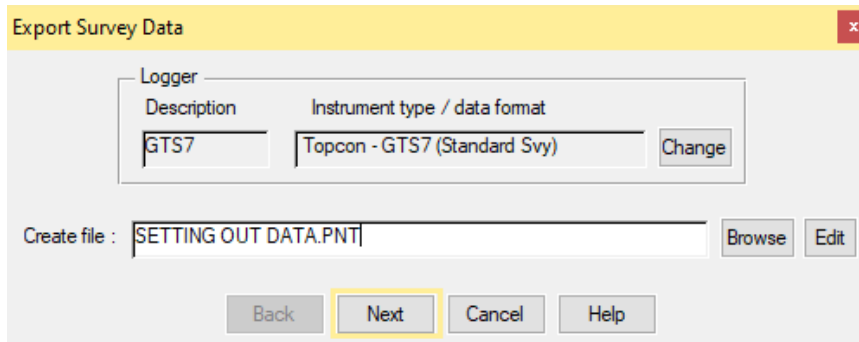 Export Survey Data
x
Logger
Description Instrument type / data format
GTS7 Topcon - GTS7 (Standard Svy) Change
Create file : SETTING OUT DATA.PNT Browse Edit
Back Next Cancel Help